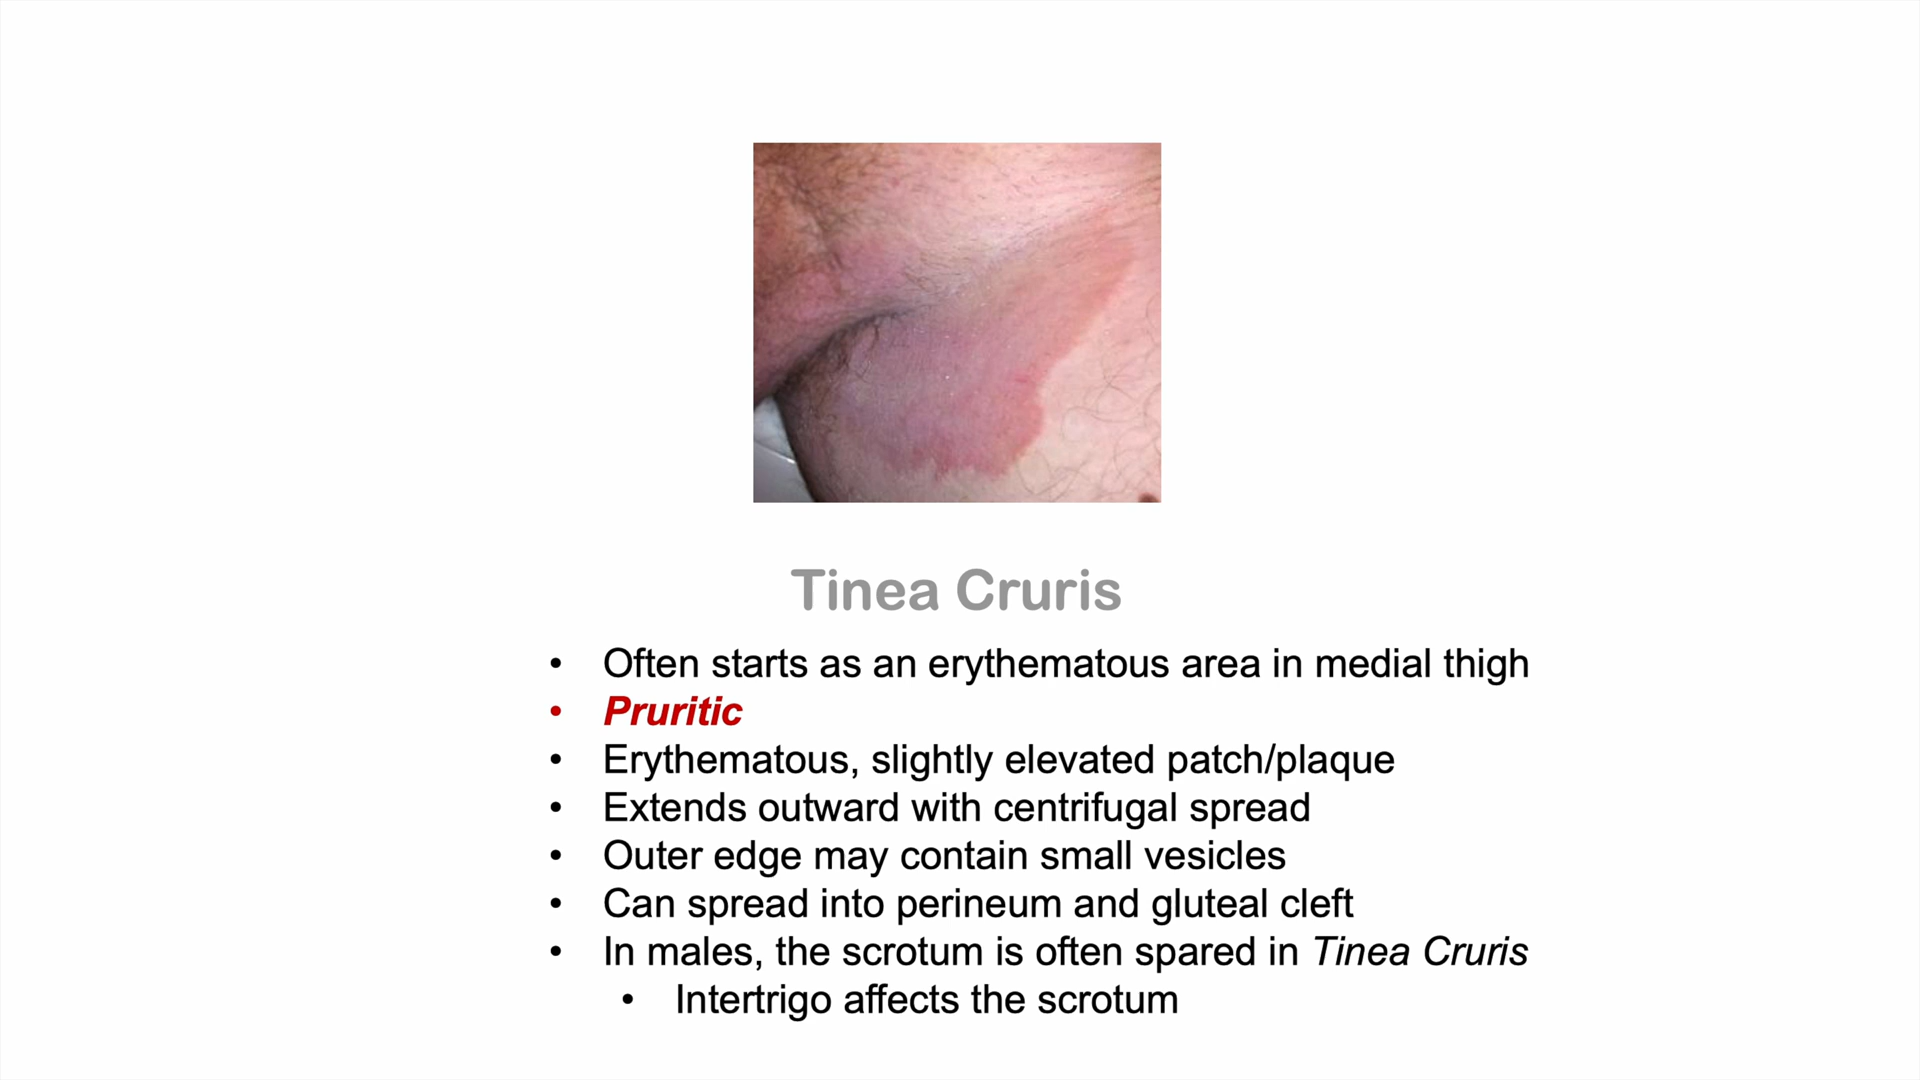 Tinea Cruris
• Often starts as an erythematous area in medial thigh
• Pruritic
• Erythematous, slightly elevated patch/plaque
• Extends outward with centrifugal spread
• Outer edge may contain small vesicles
• Can spread into perineum and gluteal cleft
• In males, the scrotum is often spared in Tinea Cruris
• Intertrigo affects the scrotum